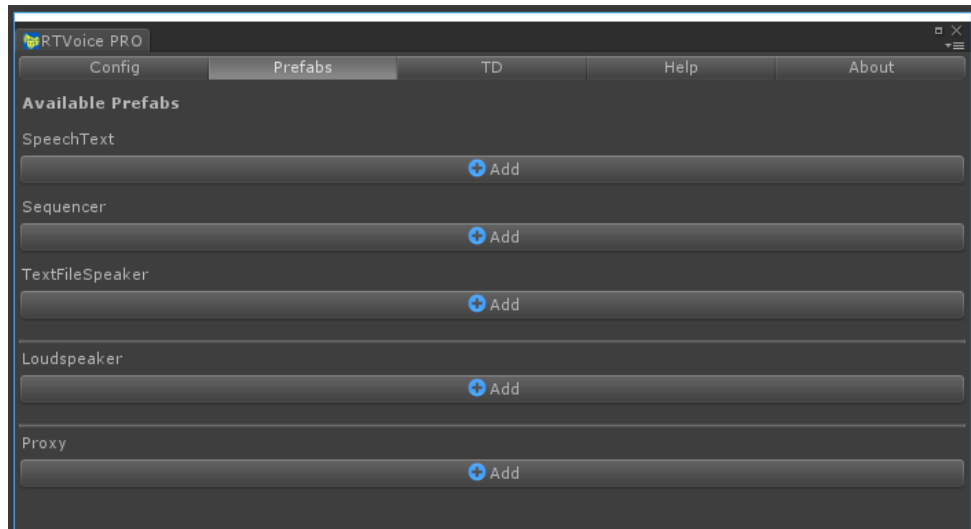 RTVoice PRO
Config Prefabs TD Help About
Available Prefabs
SpeechText
Add
Sequencer
Add
TextFileSpeaker
Add
Loudspeaker
Add
Proxy
Add